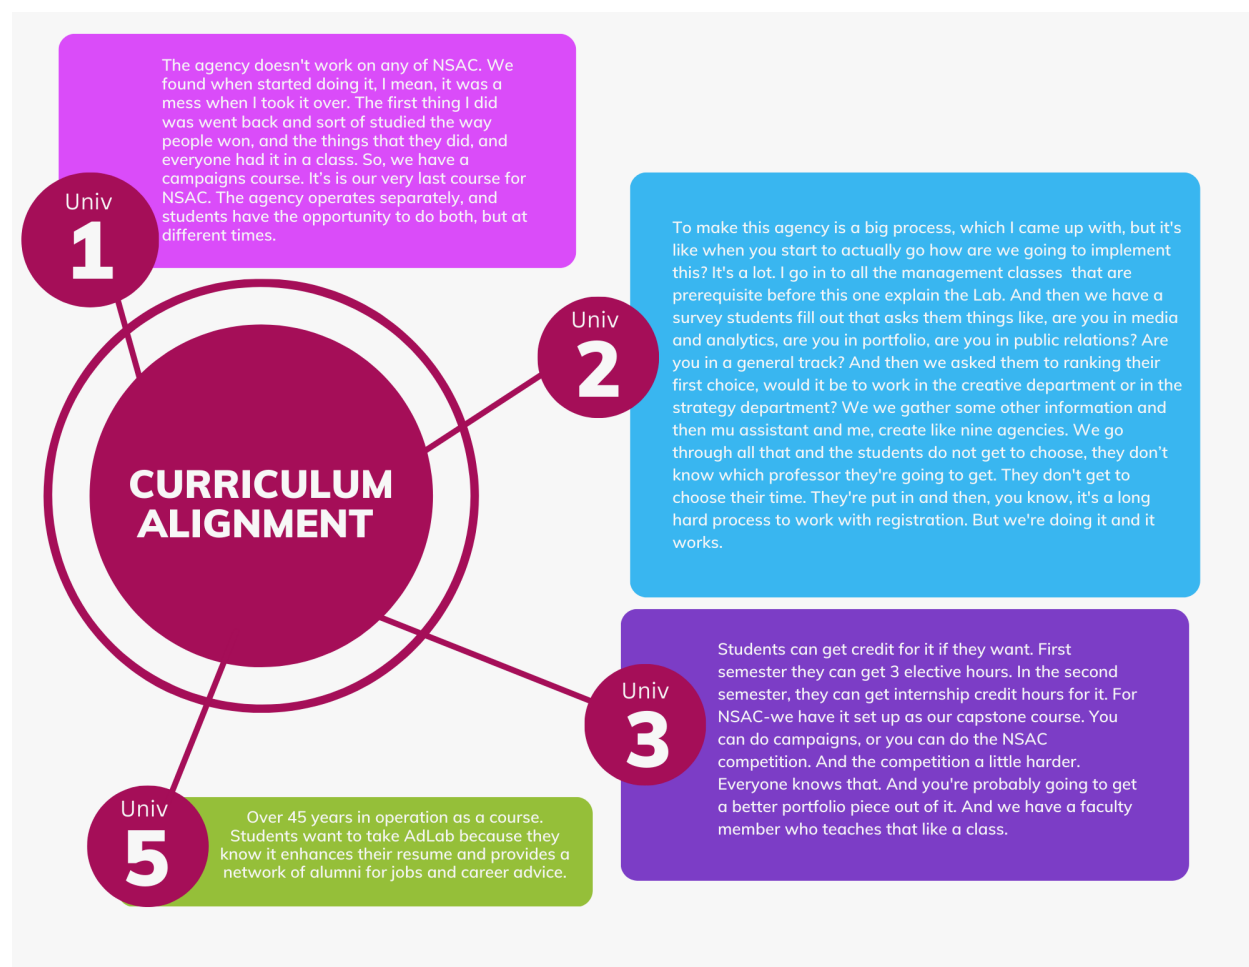 The agency doesn't work on any of NSAC. We
found when started doing it, I mean, it was a
mess when I took it over. The first thing I did
was went back and sort of studied the way
people won, and the things that they did, and
everyone had it in a class. So, we have a
campaigns course. It's is our very last course for
NSAC. The agency operates separately, and
students have the opportunity to do both, but at
different times.
Univ
1
To make this agency is a big process, which I came up with, but it's
like when you start to actually go how are we going to implement
this? It's a lot. I go in to all the management classes  that are
prerequisite before this one explain the Lab. And then we have a
survey students fill out that asks them things like, are you in media
and analytics, are you in portfolio, are you in public relations? Are
you in a general track? And then we asked them to ranking their
first choice, would it be to work in the creative department or in the
strategy department? We we gather some other information and
then mu assistant and me, create like nine agencies. We go
through all that and the students do not get to choose, they don’t
know which professor they're going to get. They don't get to
choose their time. They're put in and then, you know, it's a long
hard process to work with registration. But we're doing it and it
works.
Univ
2
CURRICULUM
ALIGNMENT
Students can get credit for it if they want. First
semester they can get 3 elective hours. In the second
semester, they can get internship credit hours for it. For
NSAC-we have it set up as our capstone course. You
can do campaigns, or you can do the NSAC
competition. And the competition a little harder.
Everyone knows that. And you're probably going to get
a better portfolio piece out of it. And we have a faculty
member who teaches that like a class.
Univ
3
Univ
5
Over 45 years in operation as a course.
Students want to take AdLab because they
know it enhances their resume and provides a
network of alumni for jobs and career advice.